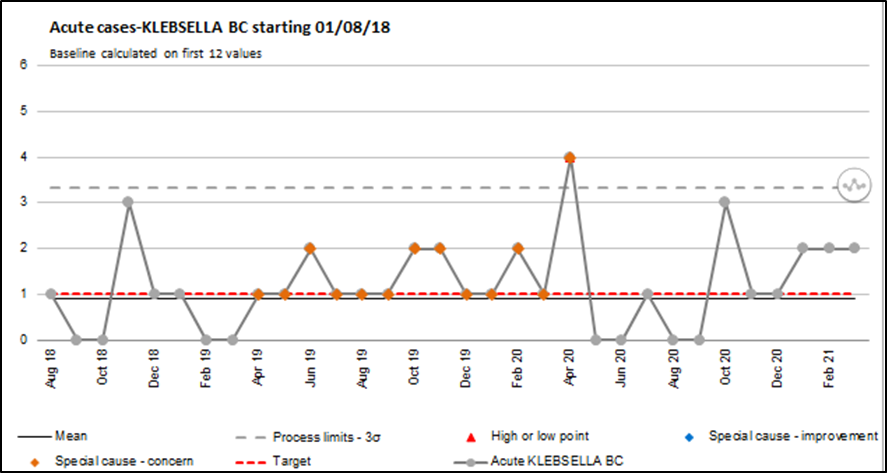 Acute cases-KLEBSELLA BC starting 01/08/18
Baseline calculated on first 12 values
6
5
4
3
2
1
0
Aug 18
Oct 18
Dec 18
Feb 19
Apr 19
Jun 19
Aug 19
Oct 19
Dec 19
Feb 20
Apr 20
Jun 20
Aug 20
Oct 20
Dec 20
Feb 21
Mean
Process limits - 3σ
High or low point
Special cause - improvement
Special cause - concern
Target
Acute KLEBSELLA BC